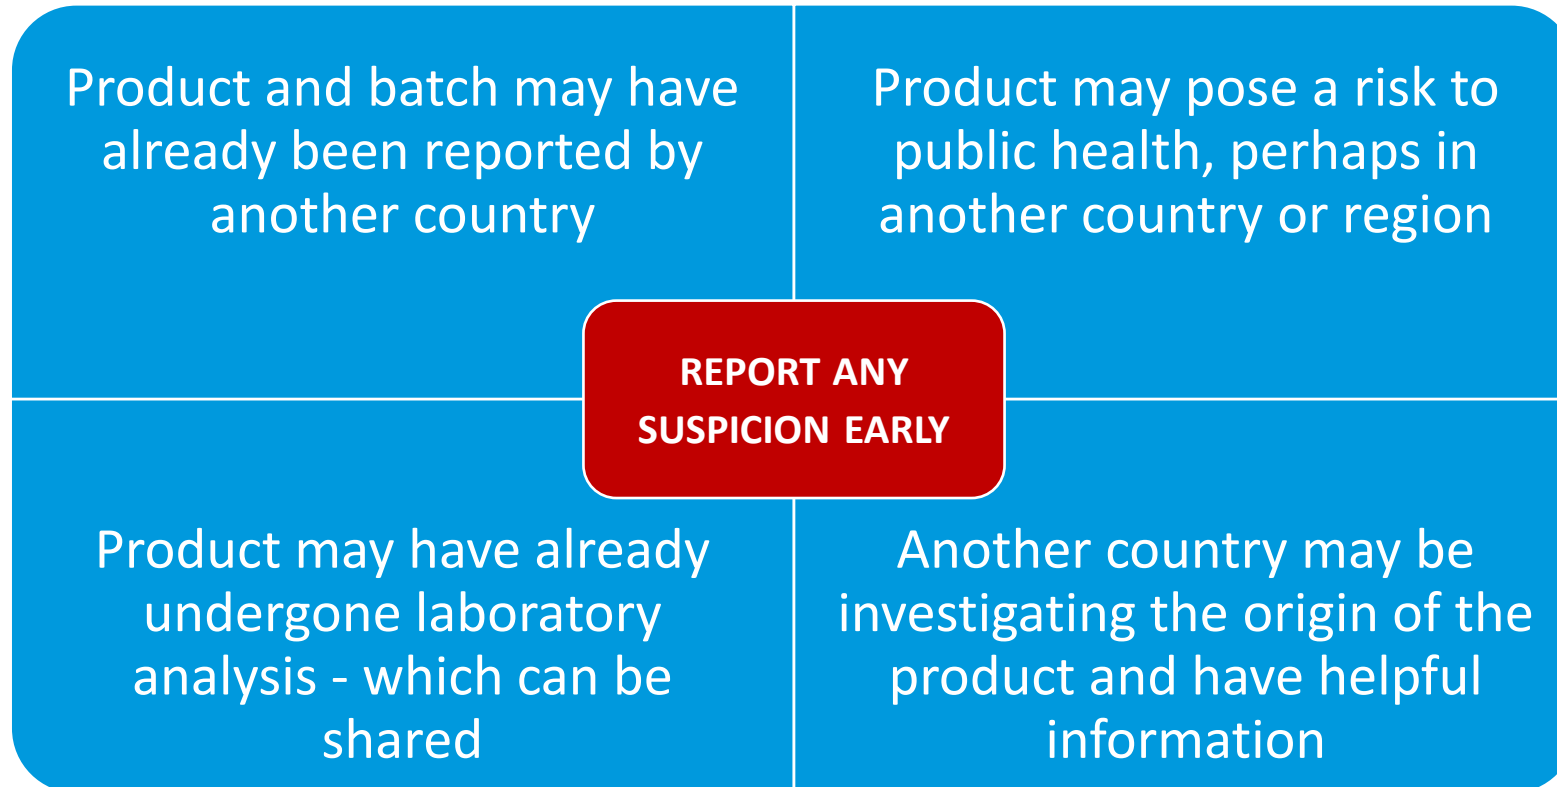 Product and batch may have
already been reported by
another country
Product may pose a risk to
public health, perhaps in
another country or region
REPORT ANY
SUSPICION EARLY
Product may have already
undergone laboratory
analysis - which can be
shared
Another country may be
investigating the origin of the
product and have helpful
information